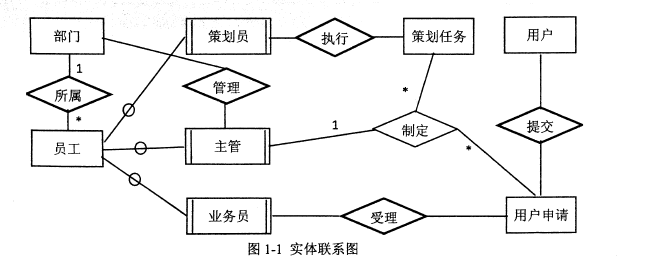 部门
策划员
执行
策划任务
用户
1
所属
管理
*
*
1
制定
提交
员工
主管
*
业务员
受理
用户申请
图 1-1 实体联系图